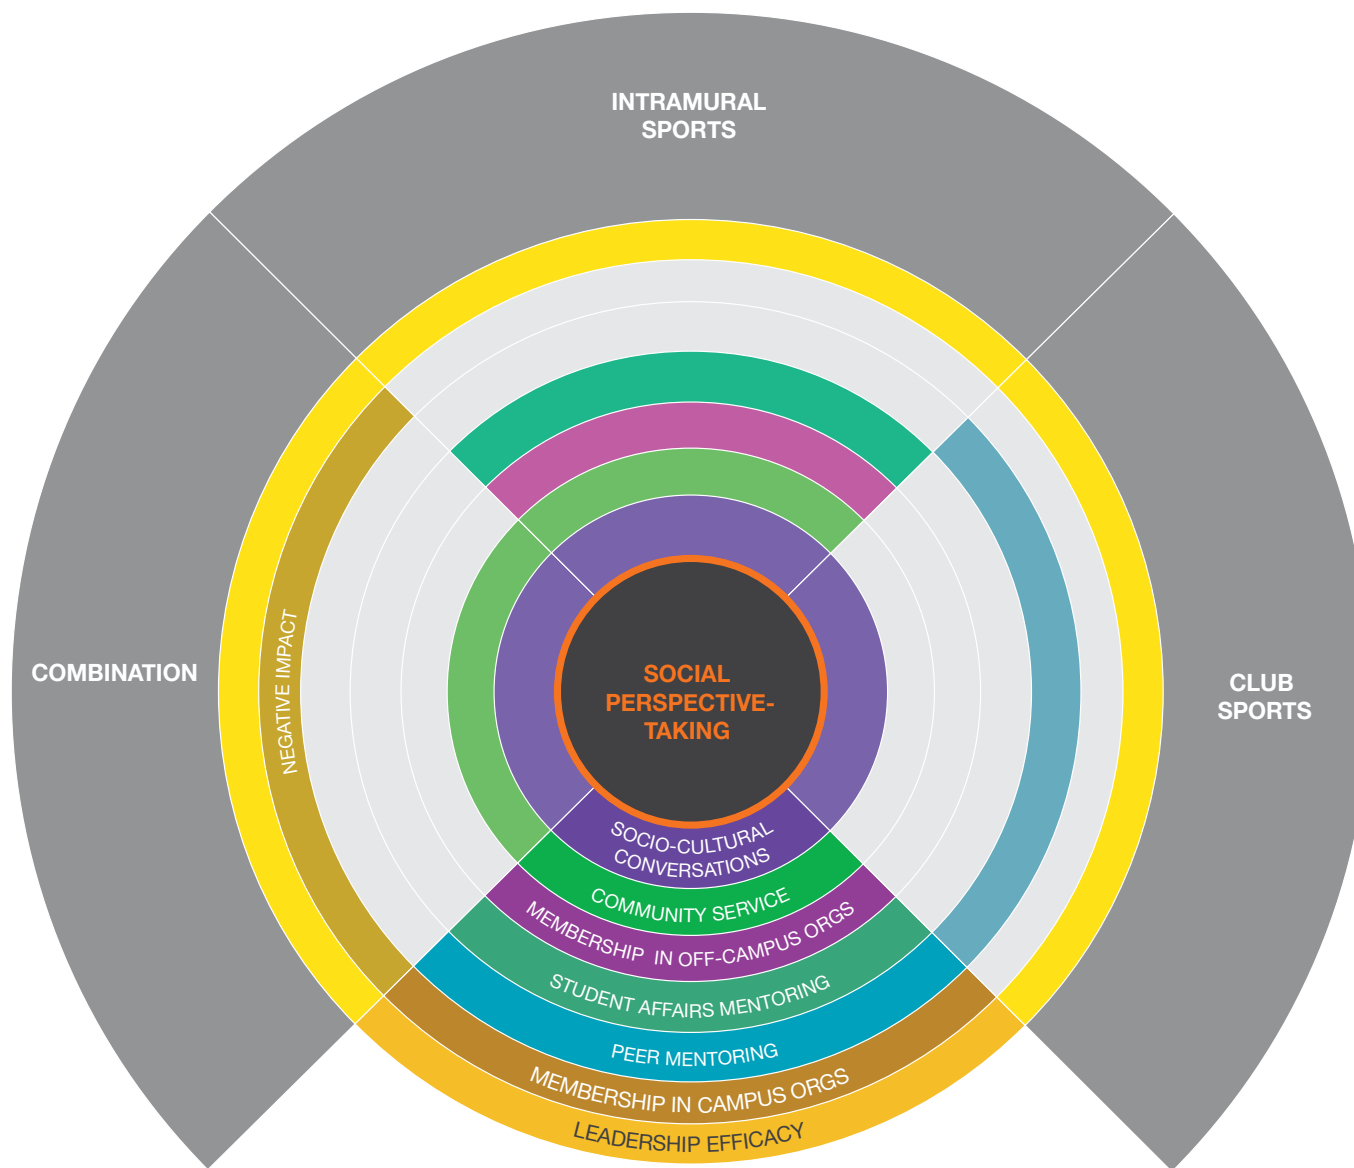 INTRAMURAL
SPORTS
COMBINATION
NEGATIVE IMPACT
SOCIAL
PERSPECTIVE-
TAKING
CLUB
SPORTS
SOCIO-CULTURAL
CONVERSATIONS
COMMUNITY SERVICE
MEMBERSHIP IN OFF-CAMPUS ORGS
STUDENT AFFAIRS MENTORING
PEER MENTORING
MEMBERSHIP IN CAMPUS ORGS
LEADERSHIP EFFICACY